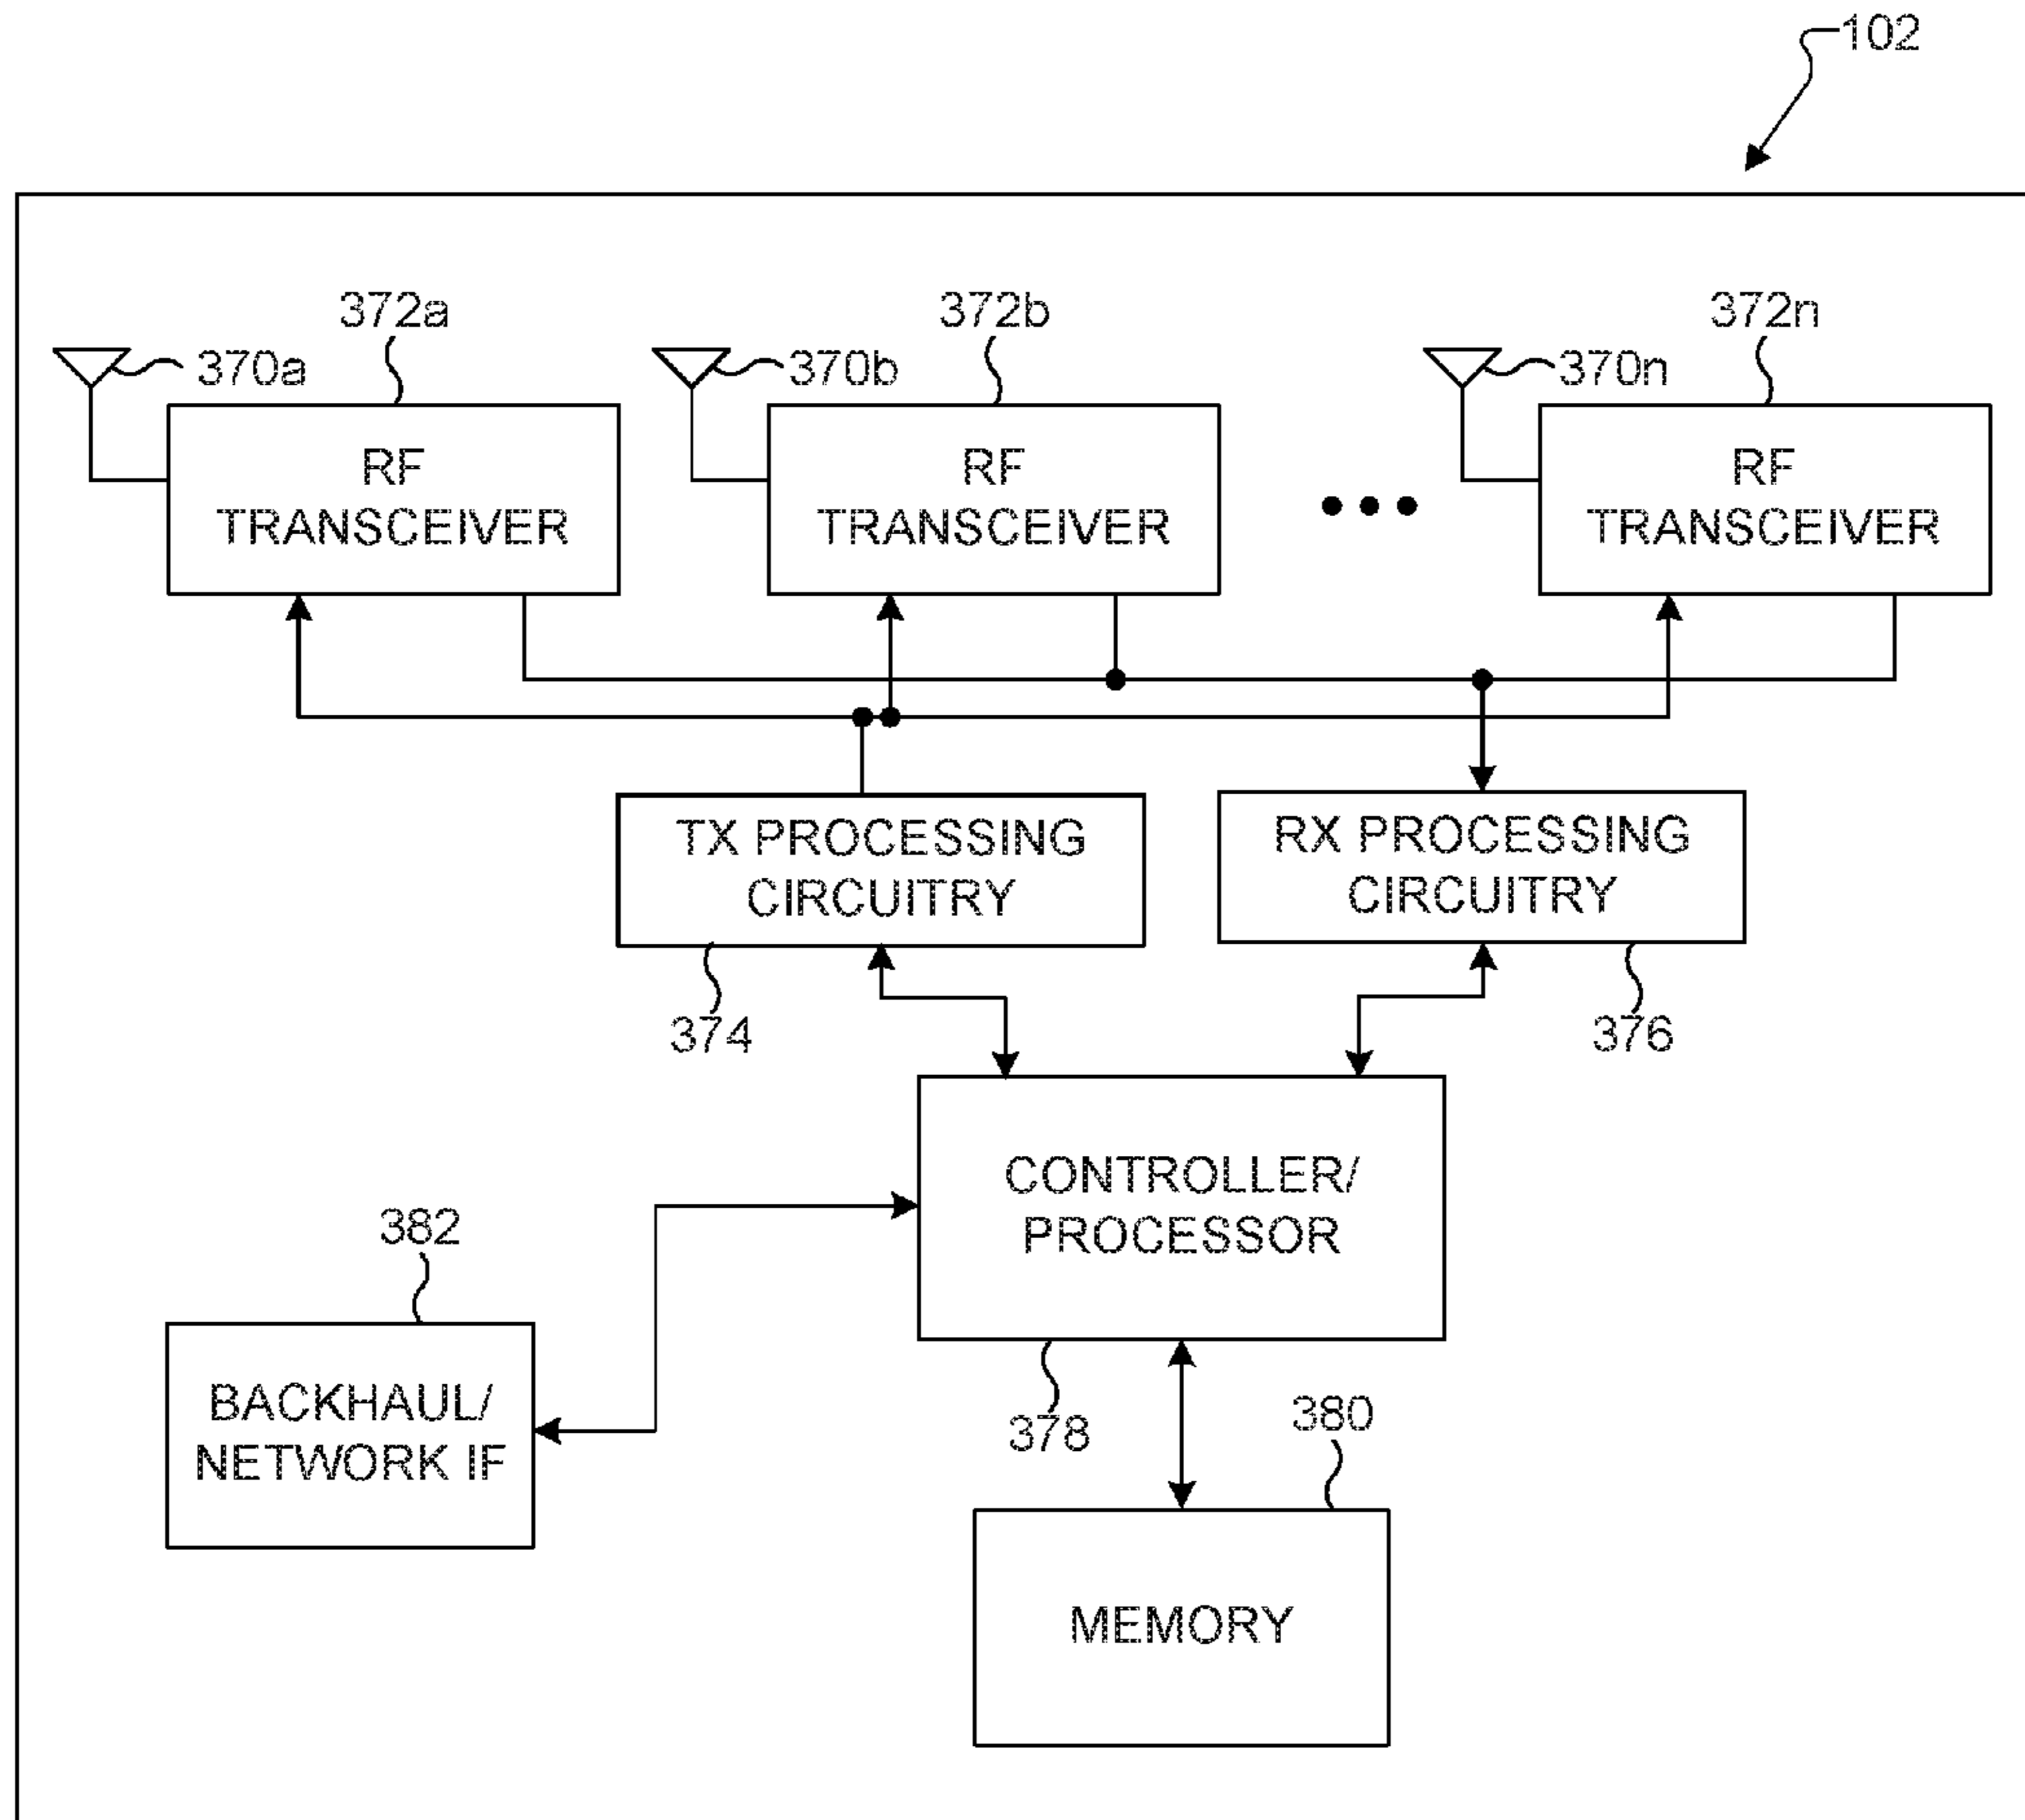 102
372a
372b
372n
370a
370b
370n
RF
TRANSCEIVER
RF
TRANSCEIVER
RF
TRANSCEIVER
TX PROCESSING
CIRCUITRY
RX PROCESSING
CIRCUITRY
374
376
CONTROLLER/
PROCESSOR
382
378
380
BACKHAUL/
NETWORK IF
MEMORY